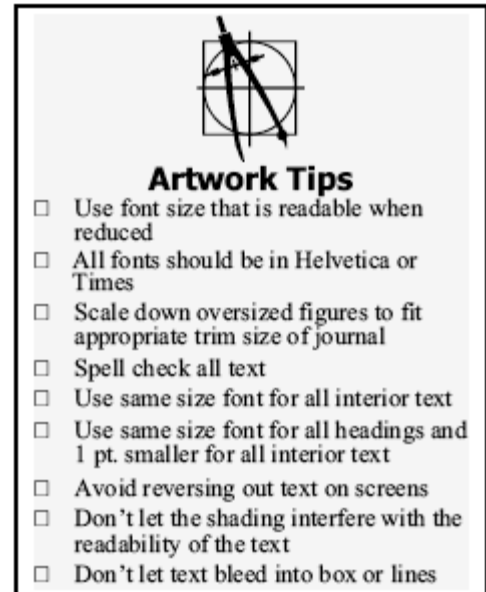 Artwork Tips
☐ Use font size that is readable when
reduced
☐ All fonts should be in Helvetica or
Times
☐ Scale down oversized figures to fit
appropriate trim size of journal
☐ Spell check all text
☐ Use same size font for all interior text
☐ Use same size font for all headings and
1 pt. smaller for all interior text
☐ Avoid reversing out text on screens
☐ Don't let the shading interfere with the
readability of the text
☐ Don't let text bleed into box or lines